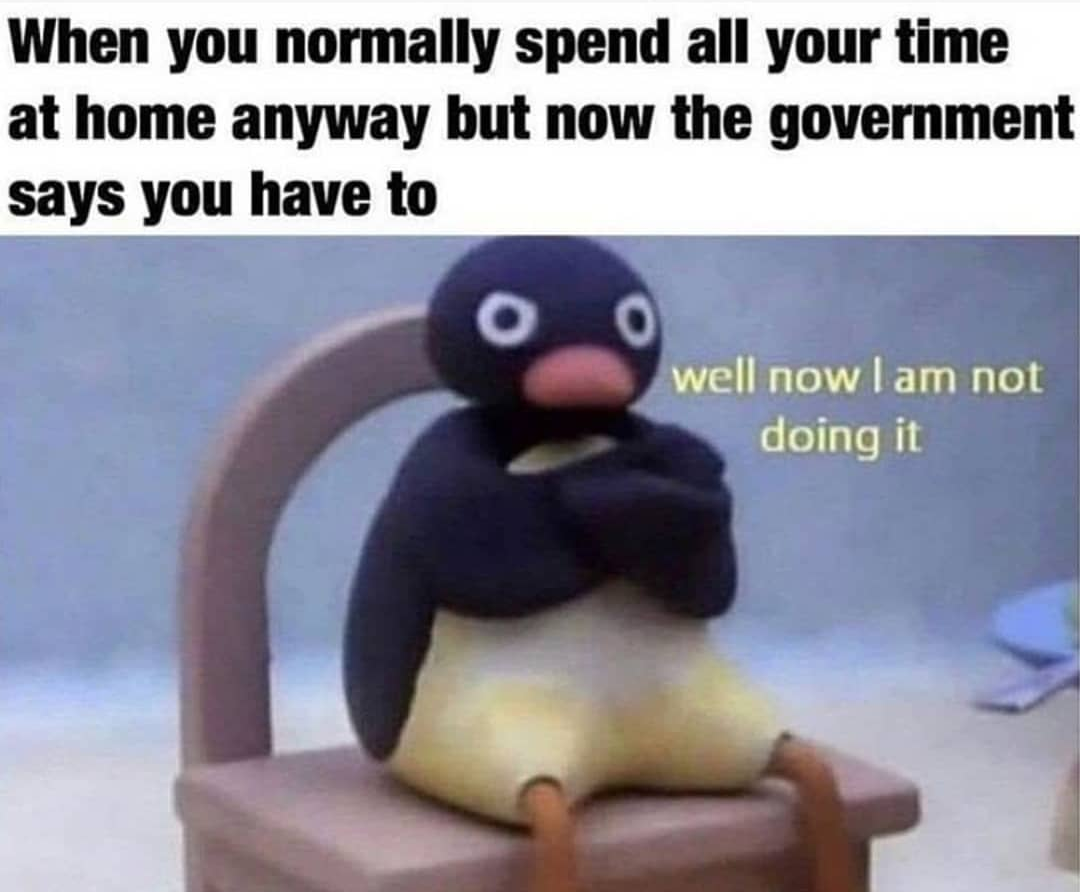 When you normally spend all your time
at home anyway but now the government
says you have to
well now I am not
doing it